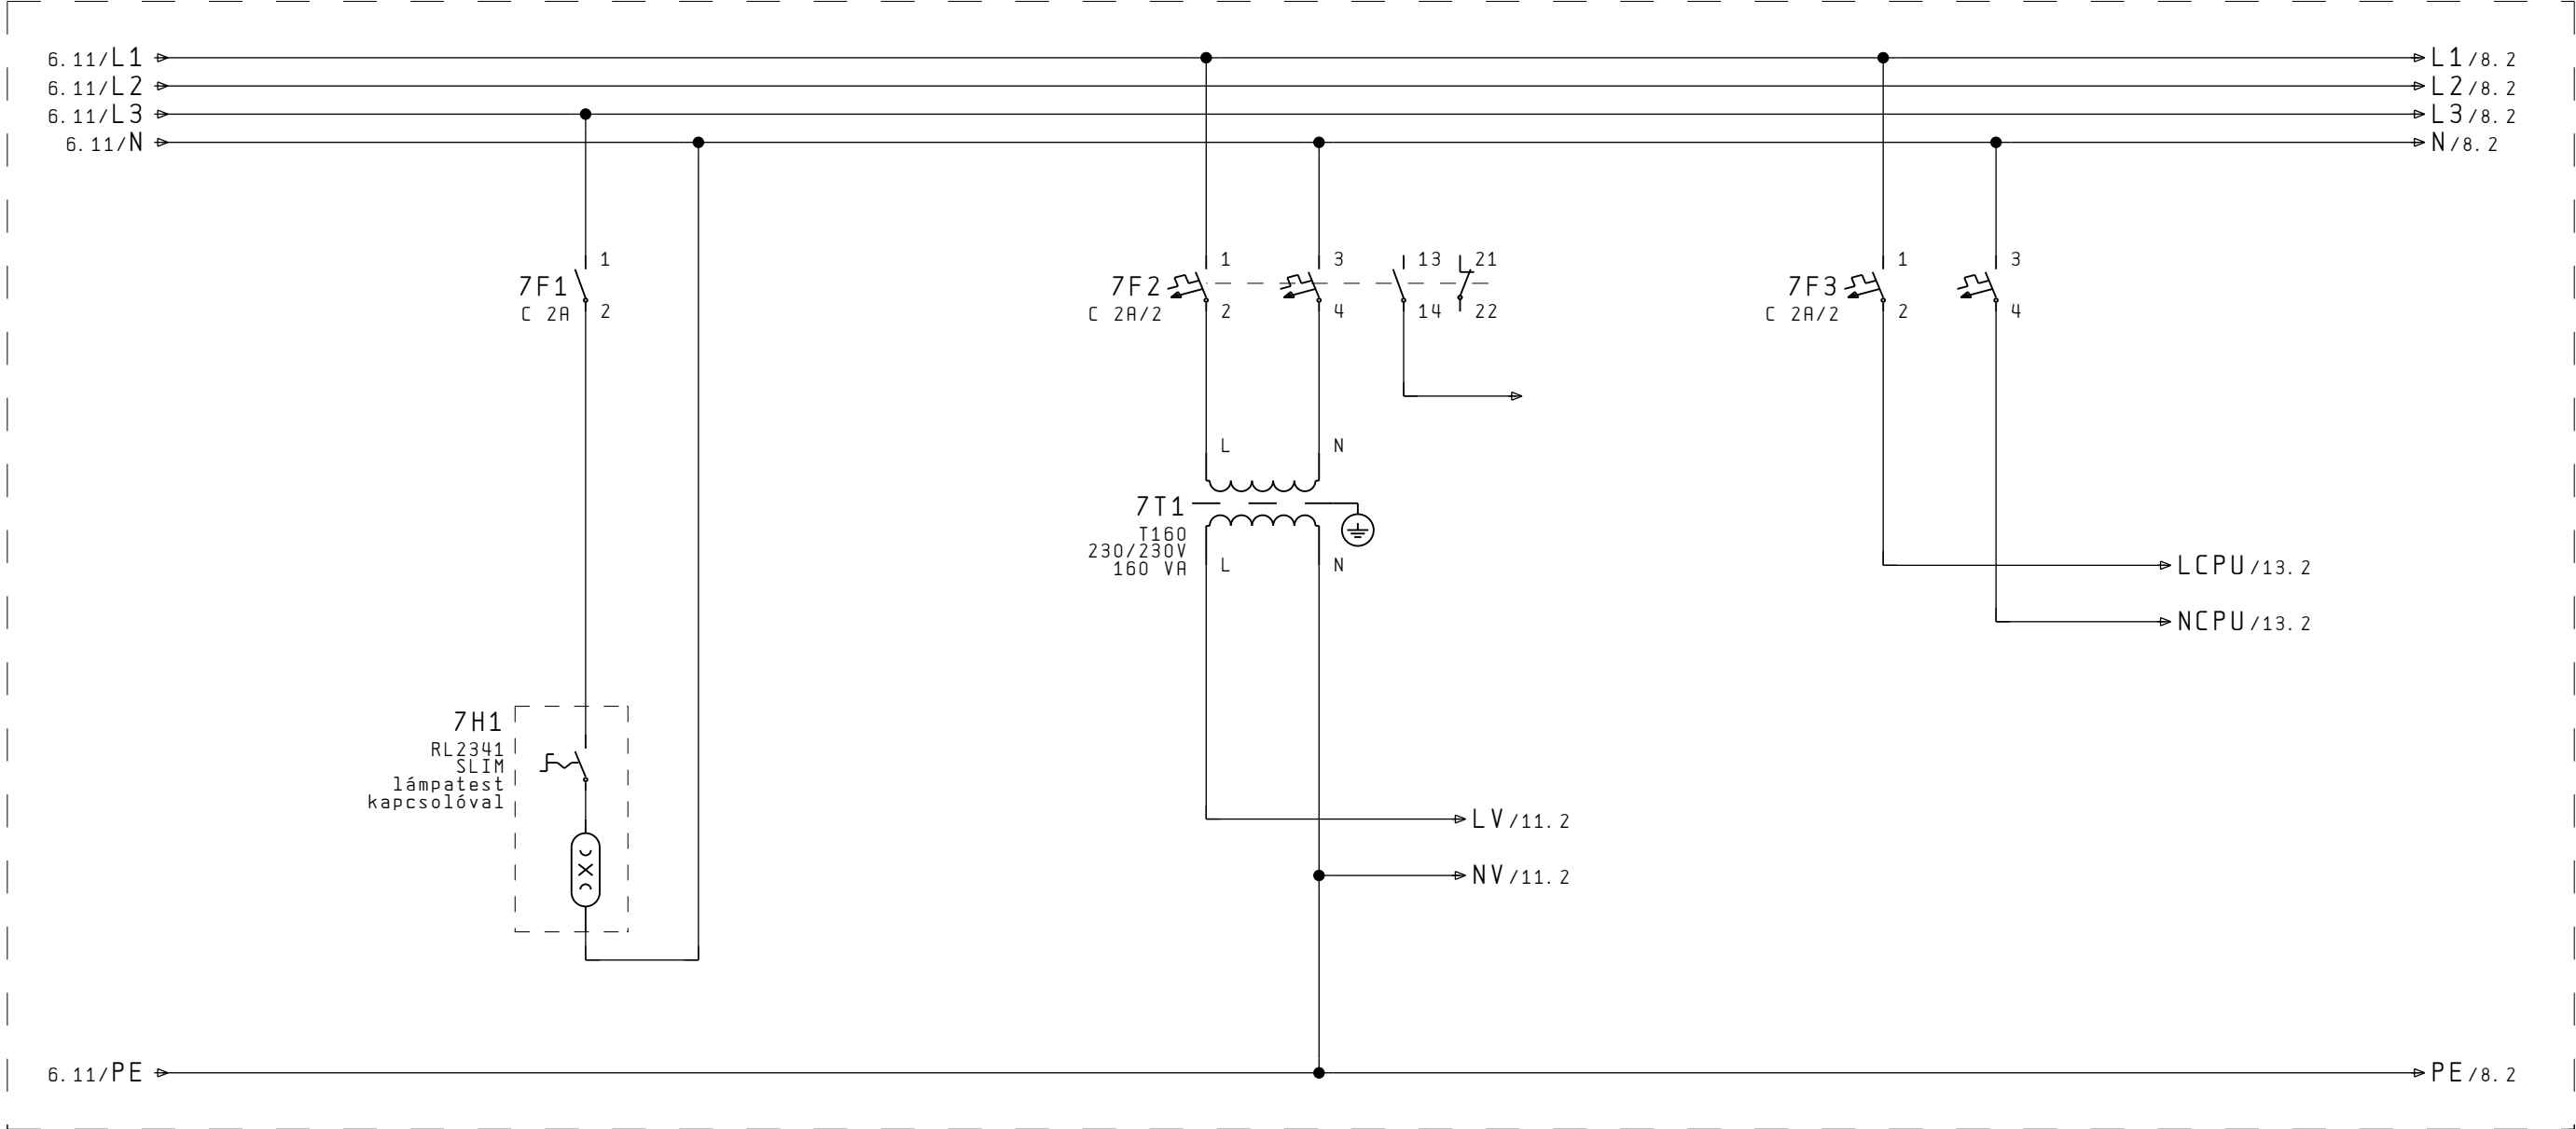 6.11/L1
L1/8.2
6.11/L2
L2/8.2
6.11/L3
L3/8.2
6.11/N
N/8.2
1
7F1
C 2A
2
1
3
13
21
7F2
C 2A/2
2
4
14
22
1
3
7F3
C 2A/2
2
4
L
N
7T1
T160
230/230V
160 VA
L
N
LCPU/13.2
NCPU/13.2
7H1
RL2341
SLIM
lámpatest
kapcsolóval
LV/11.2
NV/11.2
6.11/PE
PE/8.2